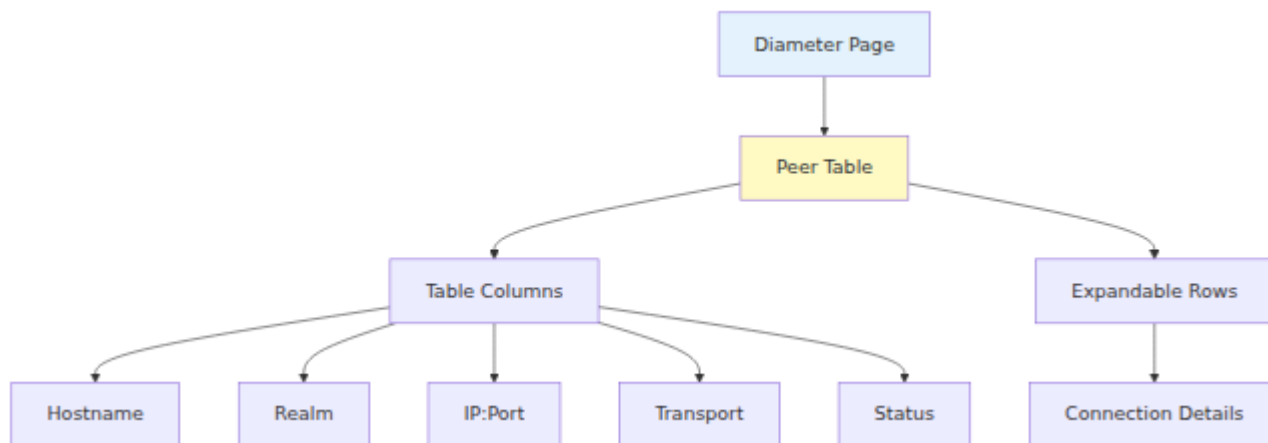 Diameter Page
Peer Table
Table Columns
Expandable Rows
Hostname
Realm
IP:Port
Transport
Status
Connection Details